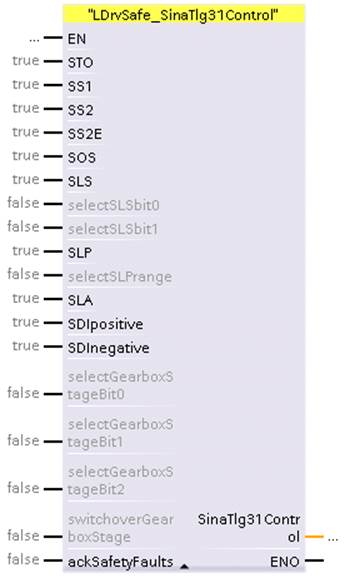 "LDrvSafe_SinaTlg31Control"
... EN
true STO
true SS1
true SS2
true SS2E
true SOS
true SLS
false selectSLSbit0
false selectSLSbit1
true SLP
false selectSLPrange
true SLA
true SDIpositive
true SDInegative
selectGearboxS
false tageBit0
selectGearboxS
false tageBit1
selectGearboxS
false tageBit2
switchoverGear SinaTlg31Contr
false boxStage ol ...
false ackSafetyFaults ENO